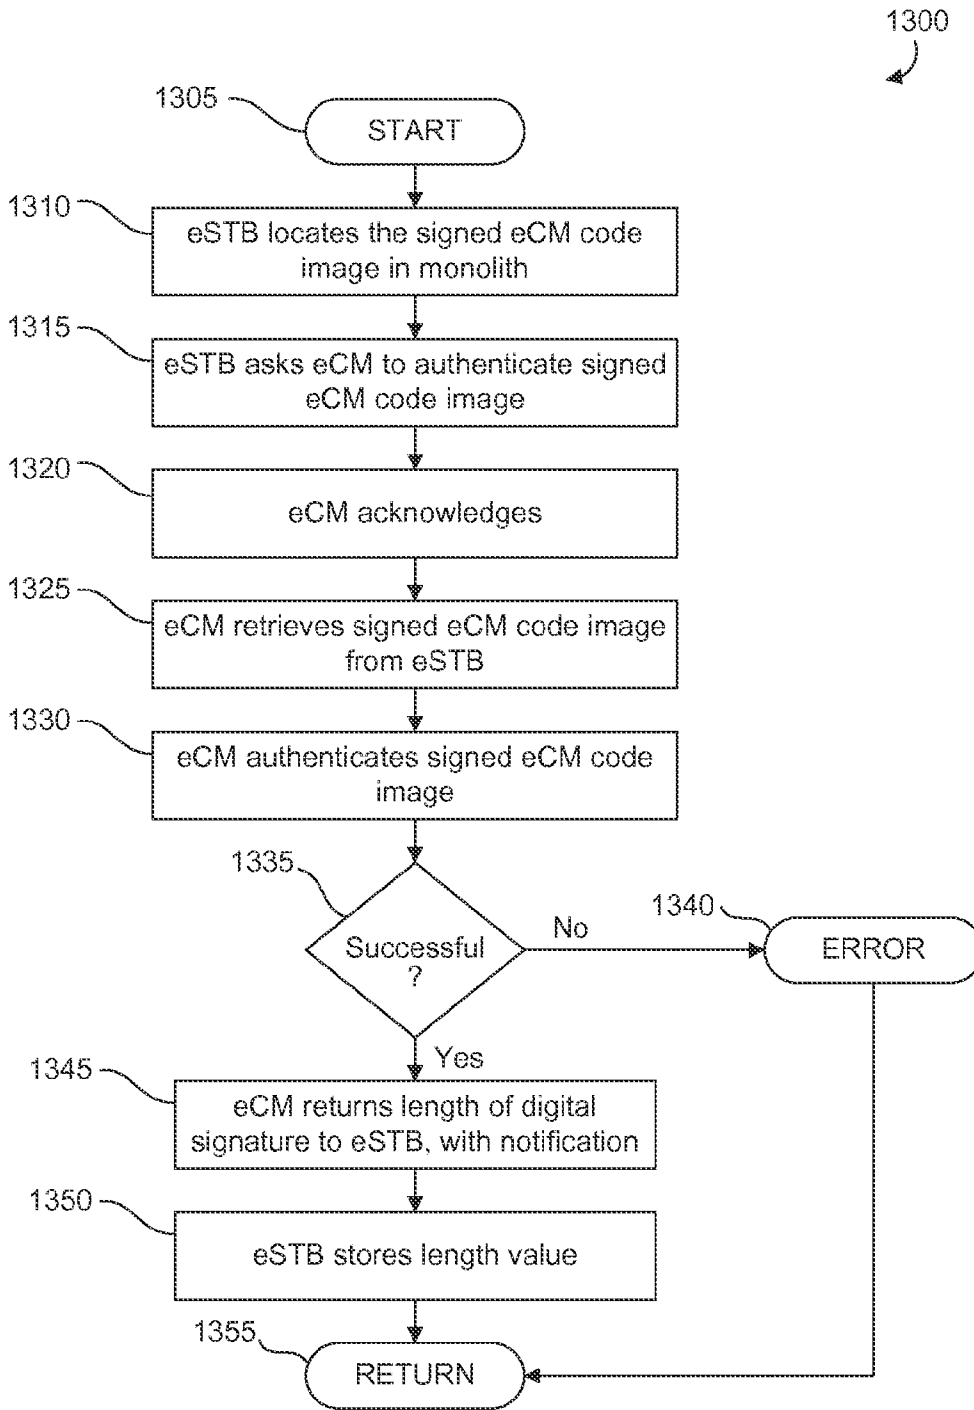 1300
1305
START
1310
eSTB locates the signed eCM code
image in monolith
1315
eSTB asks eCM to authenticate signed
eCM code image
1320
eCM acknowledges
1325
eCM retrieves signed eCM code image
from eSTB
1330
eCM authenticates signed eCM code
image
1335
Successful
?
No
1340
ERROR
Yes
1345
eCM returns length of digital
signature to eSTB, with notification
1350
eSTB stores length value
1355
RETURN